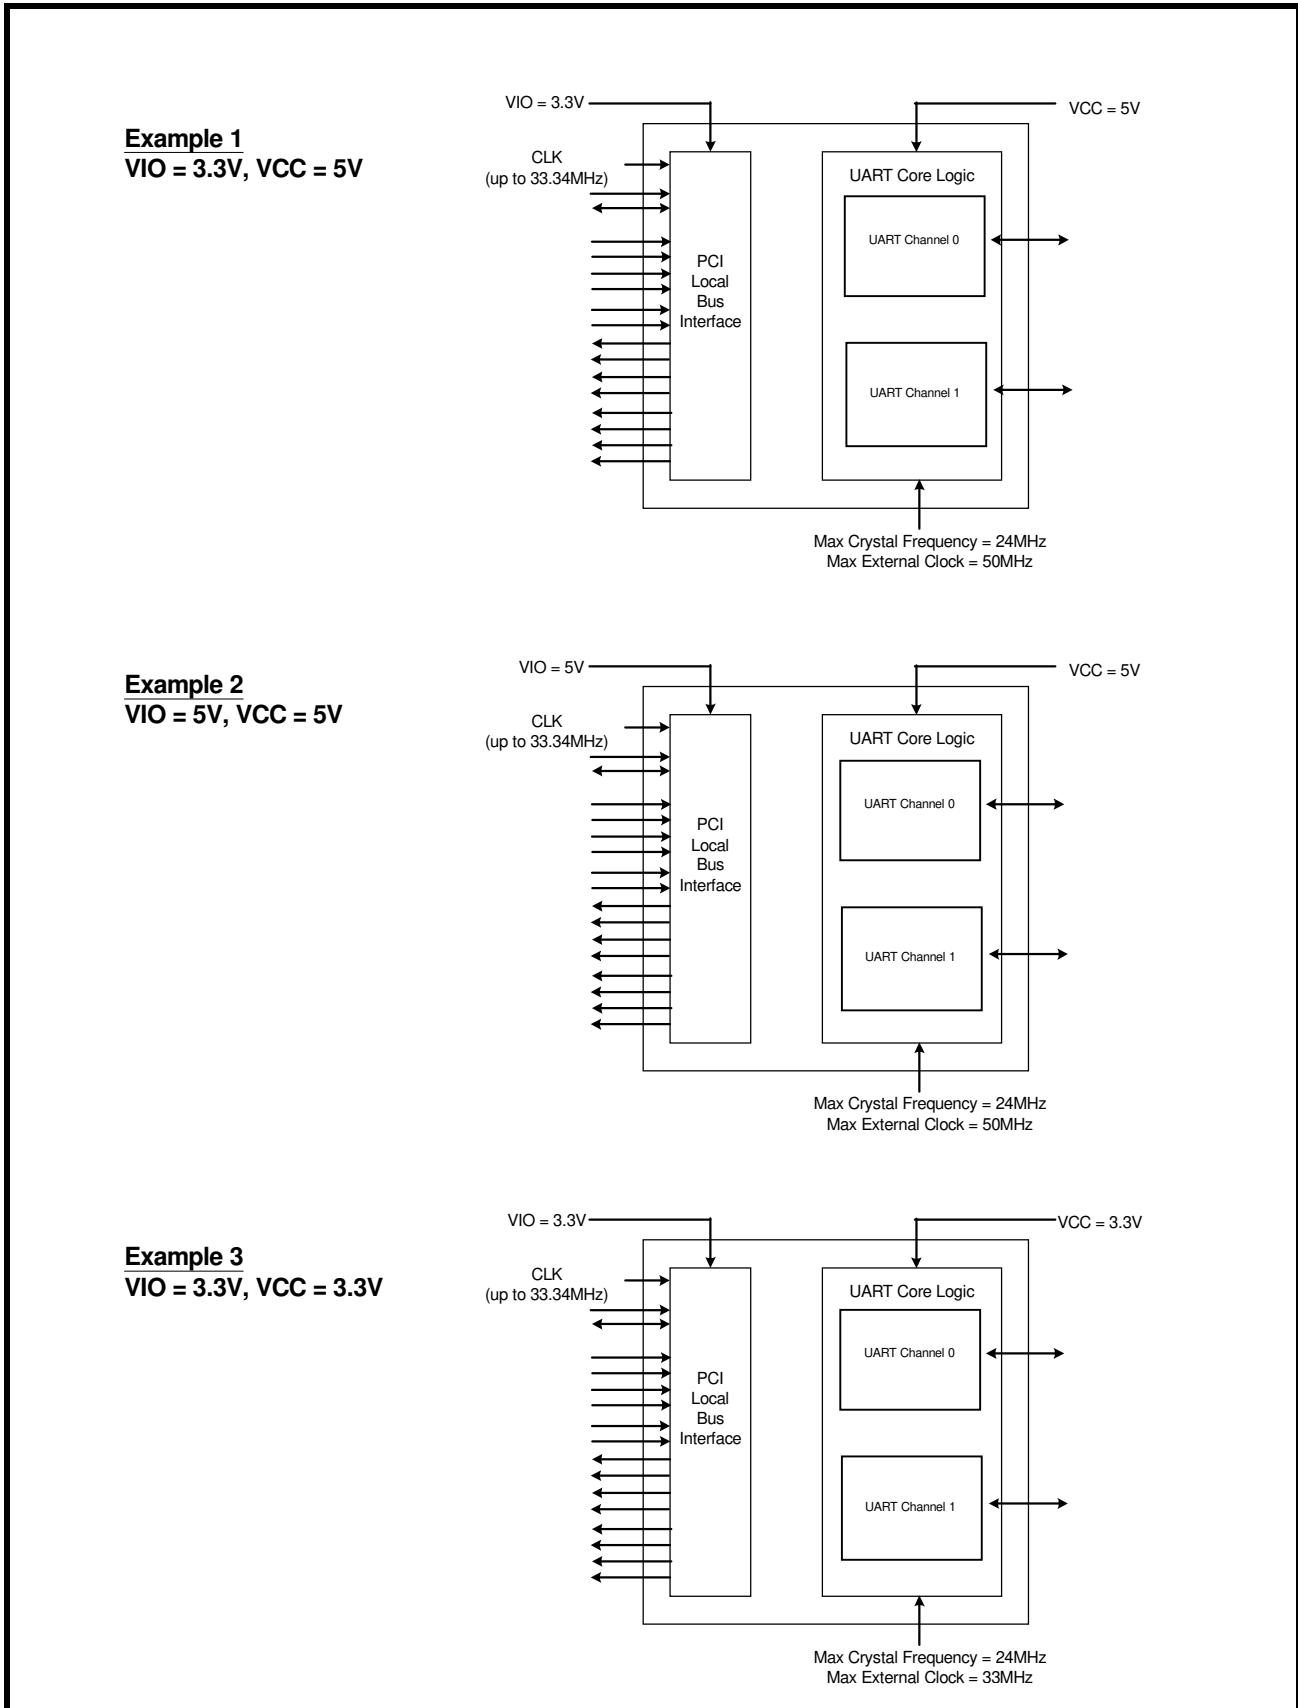 Example 1
VIO = 3.3V, VCC = 5V
VIO = 3.3V
VCC = 5V
CLK
(up to 33.34MHz)
PCI
Local
Bus
Interface
UART Core Logic
UART Channel 0
UART Channel 1
Max Crystal Frequency = 24MHz
Max External Clock = 50MHz
Example 2
VIO = 5V, VCC = 5V
VIO = 5V
VCC = 5V
CLK
(up to 33.34MHz)
PCI
Local
Bus
Interface
UART Core Logic
UART Channel 0
UART Channel 1
Max Crystal Frequency = 24MHz
Max External Clock = 50MHz
Example 3
VIO = 3.3V, VCC = 3.3V
VIO = 3.3V
VCC = 3.3V
CLK
(up to 33.34MHz)
PCI
Local
Bus
Interface
UART Core Logic
UART Channel 0
UART Channel 1
Max Crystal Frequency = 24MHz
Max External Clock = 33MHz